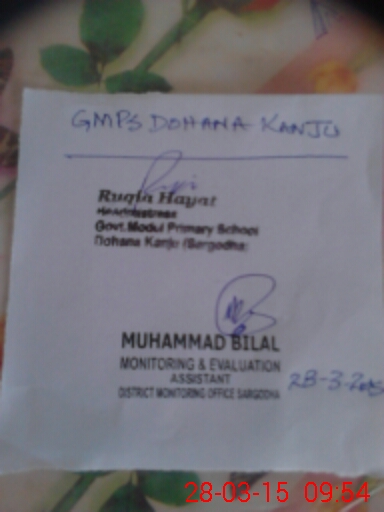 GMPS DOHANA KANJU
Ruqia Hayat
Headmistress
Govt. Modul Primary School
Dohana Kanju (Sargodha)
MUHAMMAD BILAL
MONITORING & EVALUATION
ASSISTANT
DISTRICT MONITORING OFFICE SARGODHA
28-3-2015
28-03-15 09:54